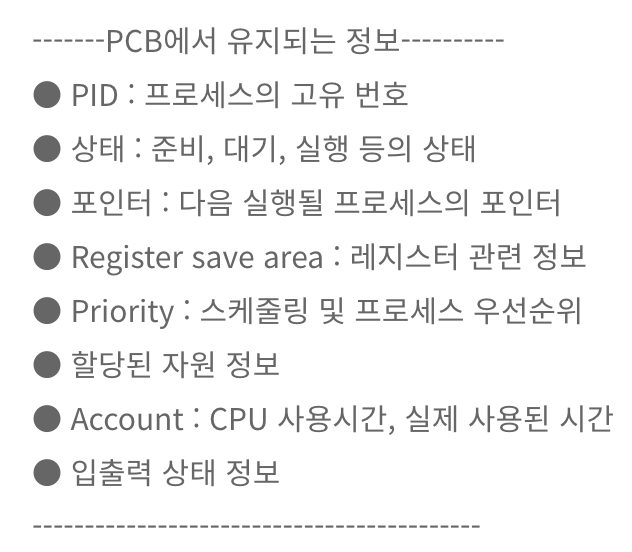 -------PCB에서 유지되는 정보----------
● PID : 프로세스의 고유 번호
● 상태 : 준비, 대기, 실행 등의 상태
● 포인터 : 다음 실행될 프로세스의 포인터
● Register save area : 레지스터 관련 정보
● Priority : 스케줄링 및 프로세스 우선순위
● 할당된 자원 정보
● Account : CPU 사용시간, 실제 사용된 시간
● 입출력 상태 정보
-------------------------------------------